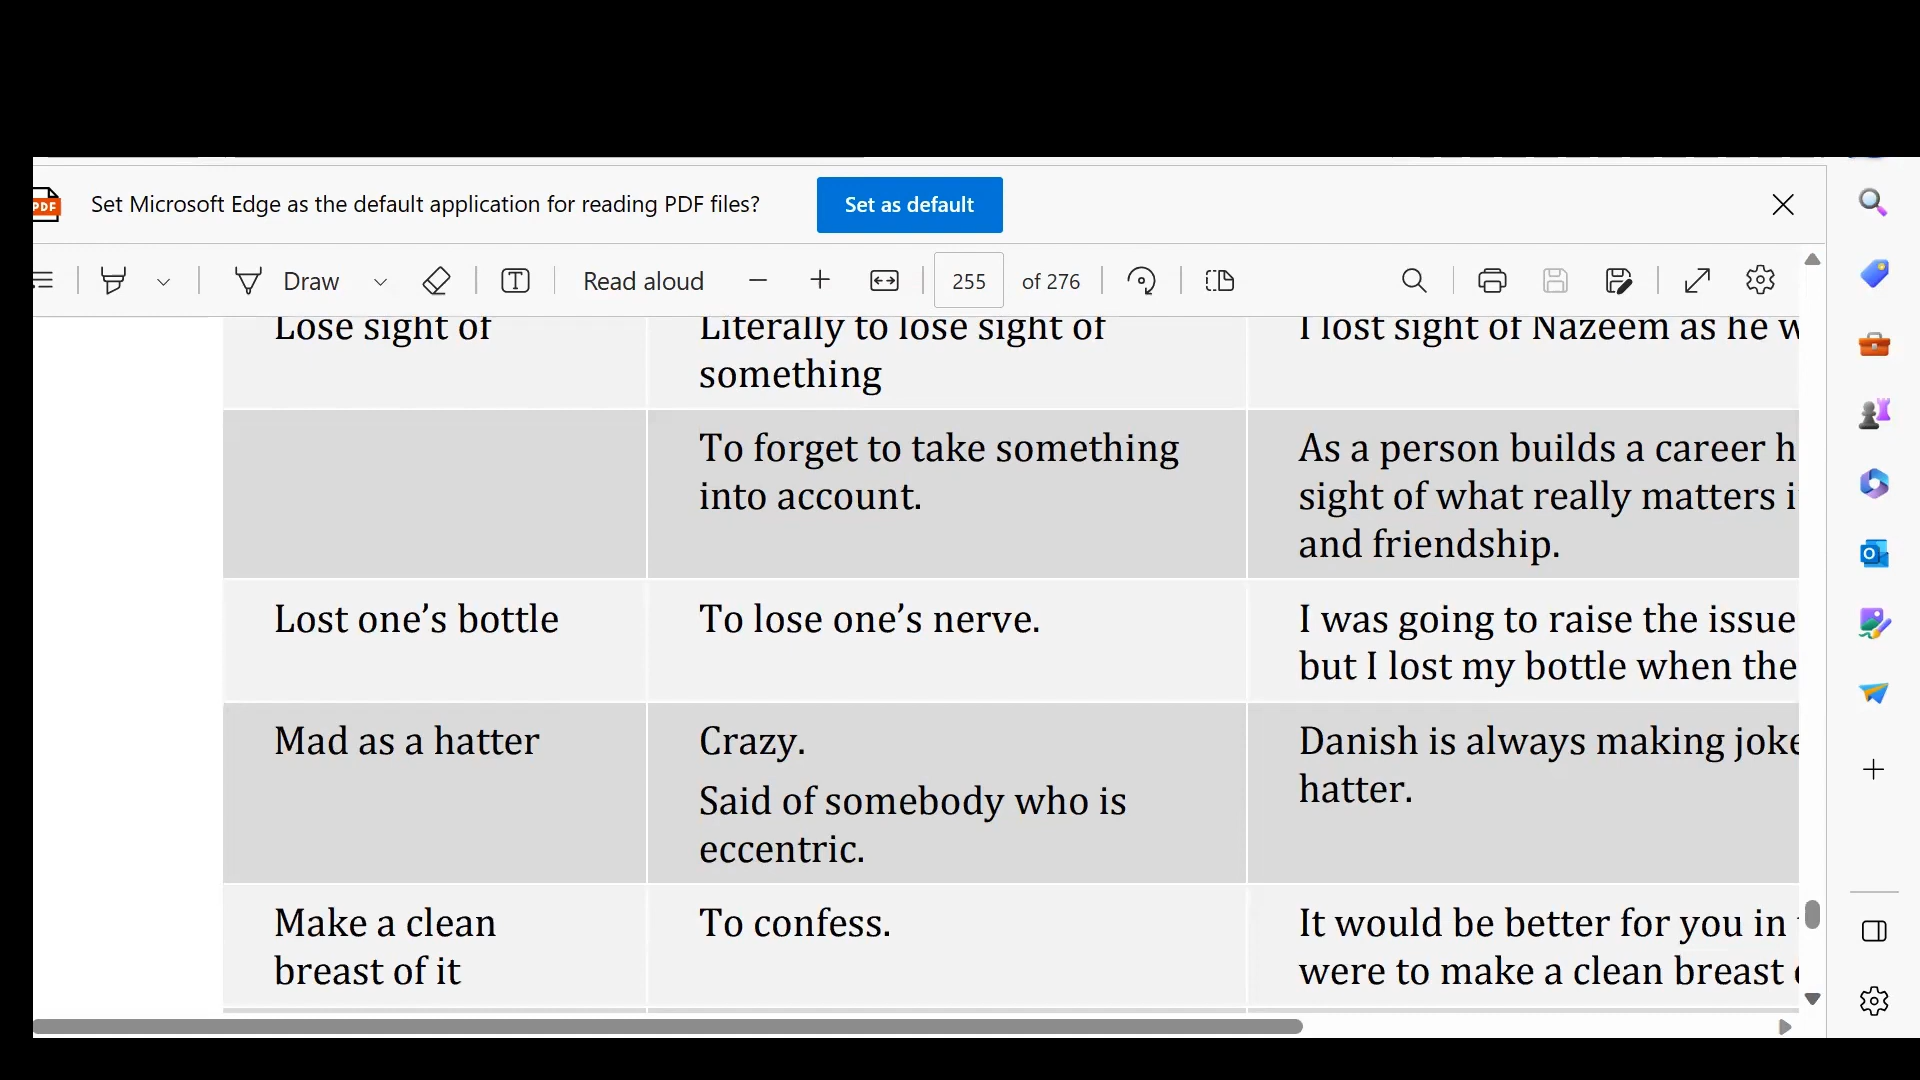 PDF
Set Microsoft Edge as the default application for reading PDF files?
Set as default
Draw
Read aloud
255
of 276
Lose sight of
Literally to lose sight of
something
I lost sight of Nazeem as he
To forget to take something
into account.
As a person builds a career
sight of what really matters
and friendship.
Lost one’s bottle
To lose one’s nerve.
I was going to raise the issue
but I lost my bottle when the
Mad as a hatter
Crazy.
Said of somebody who is
eccentric.
Danish is always making
hatter.
Make a clean
breast of it
To confess.
It would be better for you in
were to make a clean breast